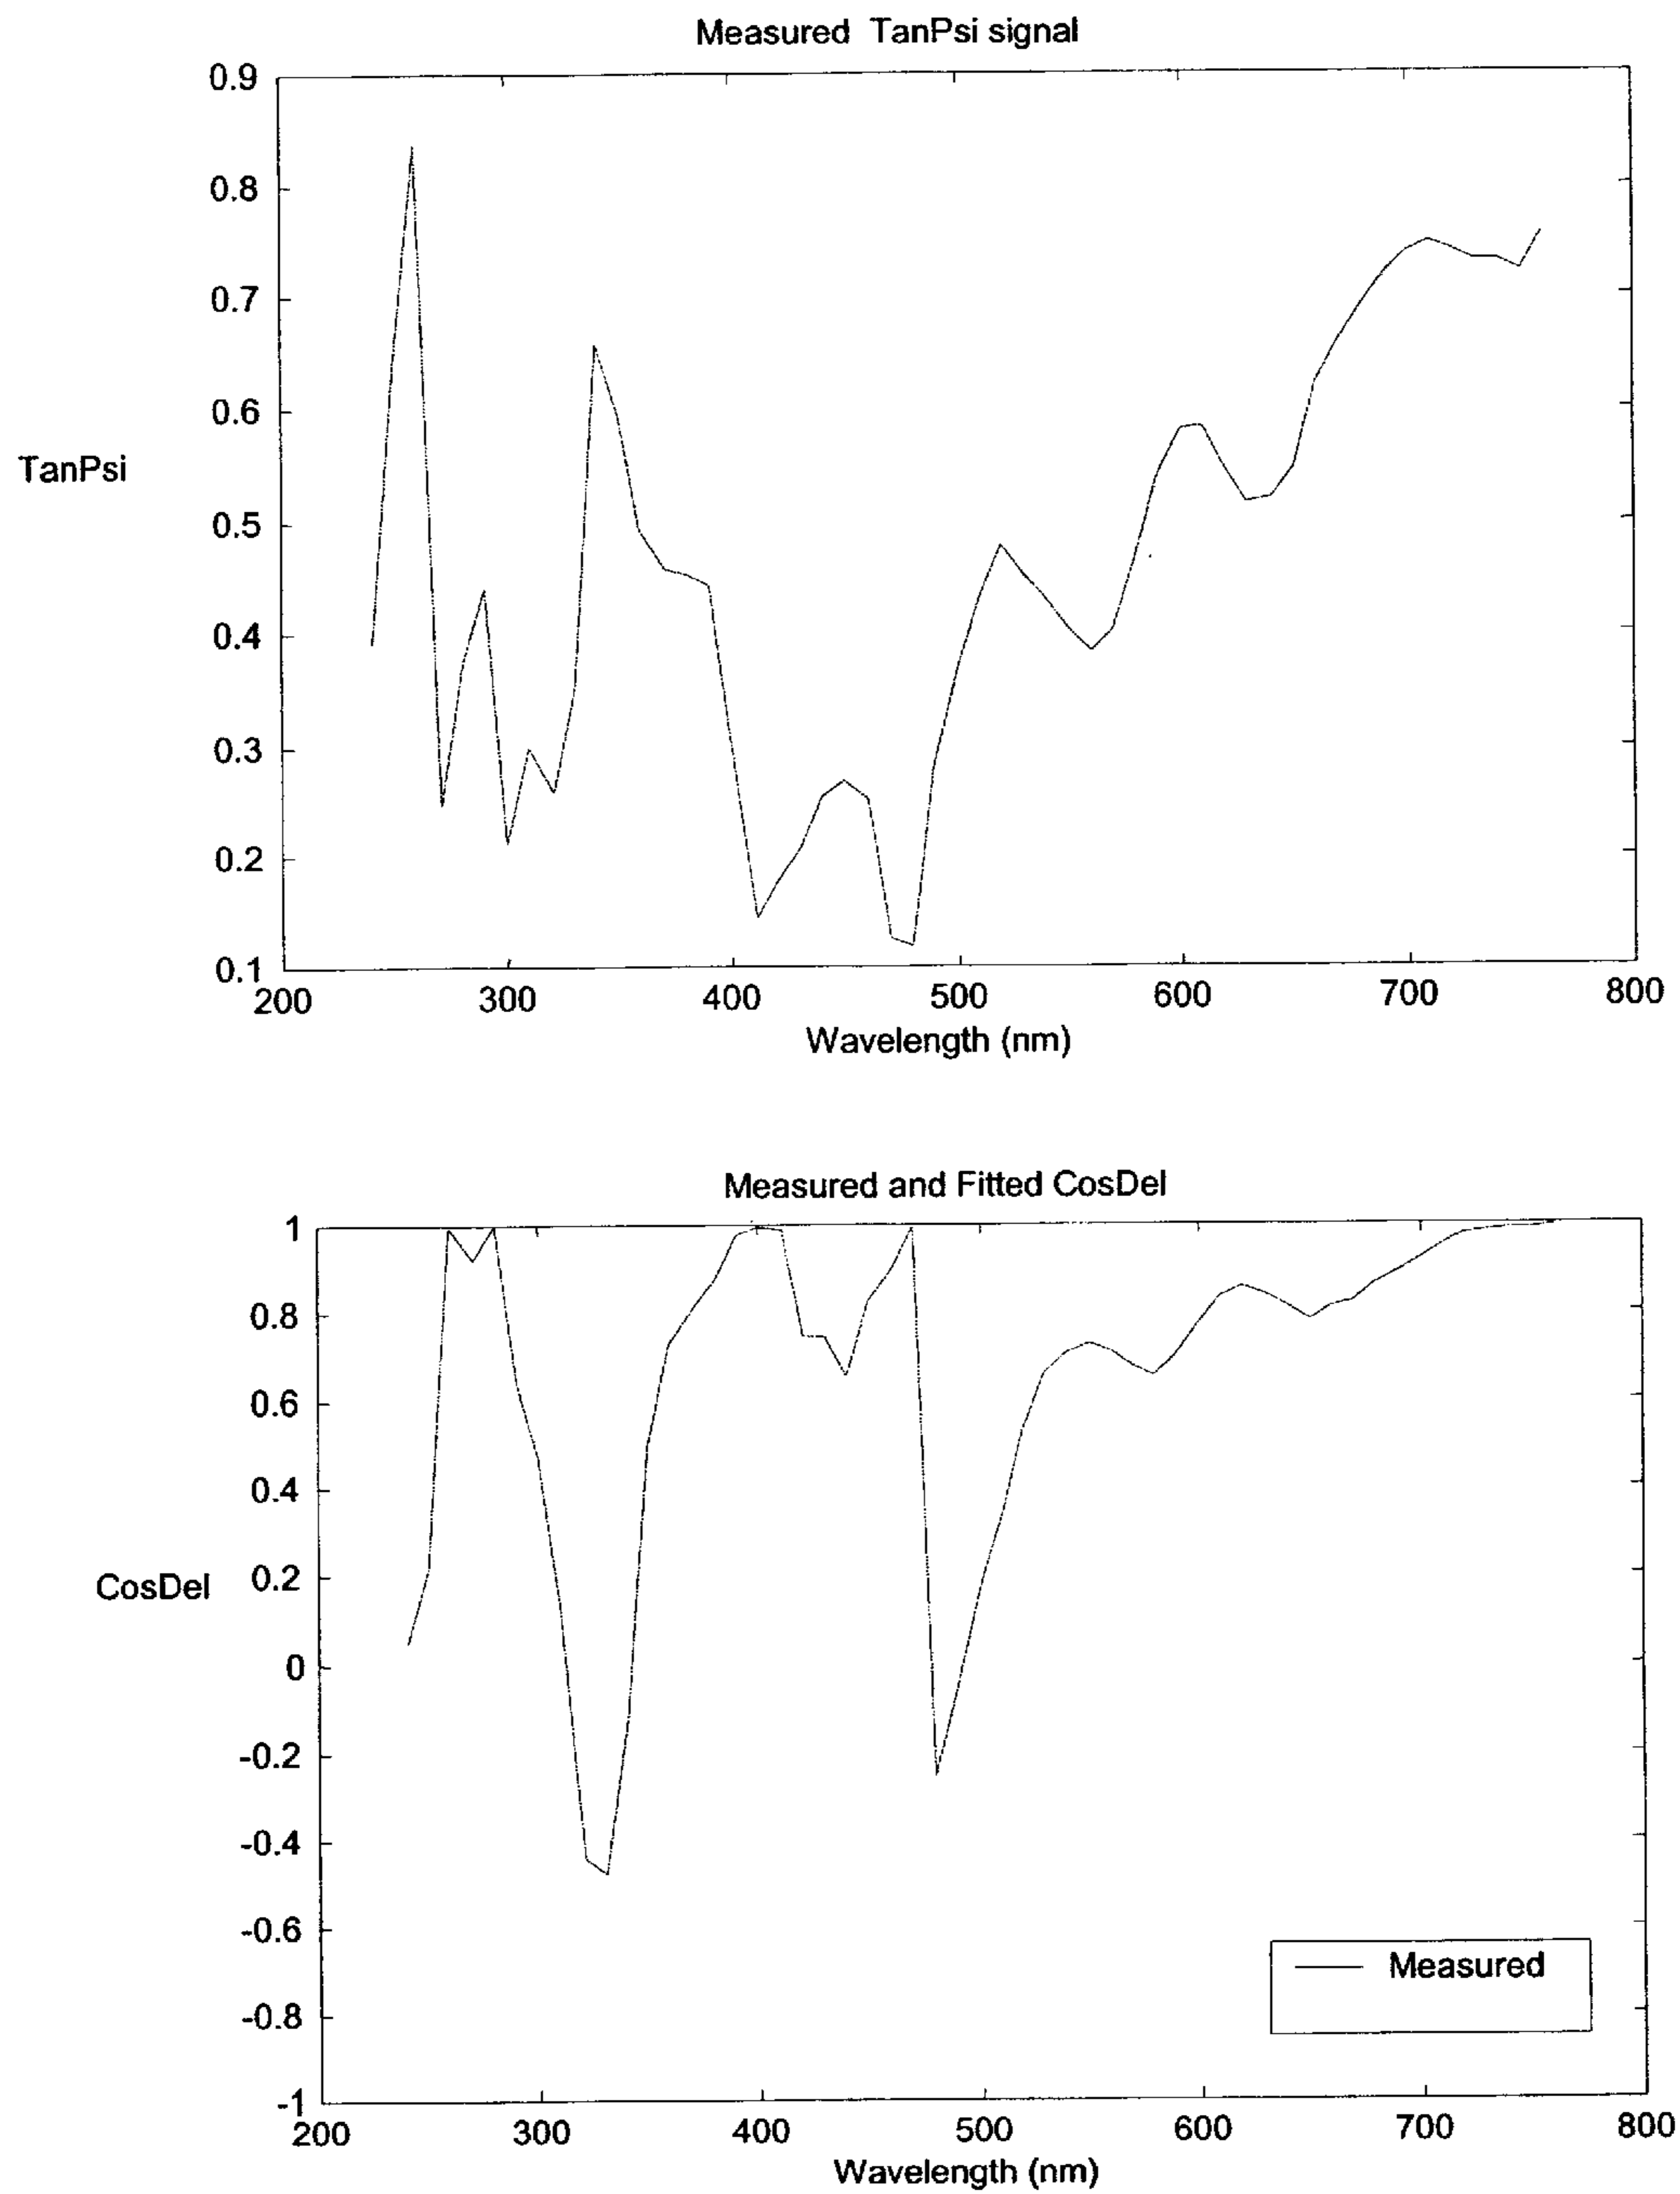 Measured TanPsi signal
0.9
0.8
0.7
0.6
TanPsi
0.5
0.4
0.3
0.2
0.1
200 300 400 500 600 700 800
Wavelength (nm)
Measured and Fitted CosDel
1
0.8
0.6
0.4
CosDel
0.2
0
-0.2
-0.4
-0.6
Measured
-0.8
-1
200 300 400 500 600 700 800
Wavelength (nm)